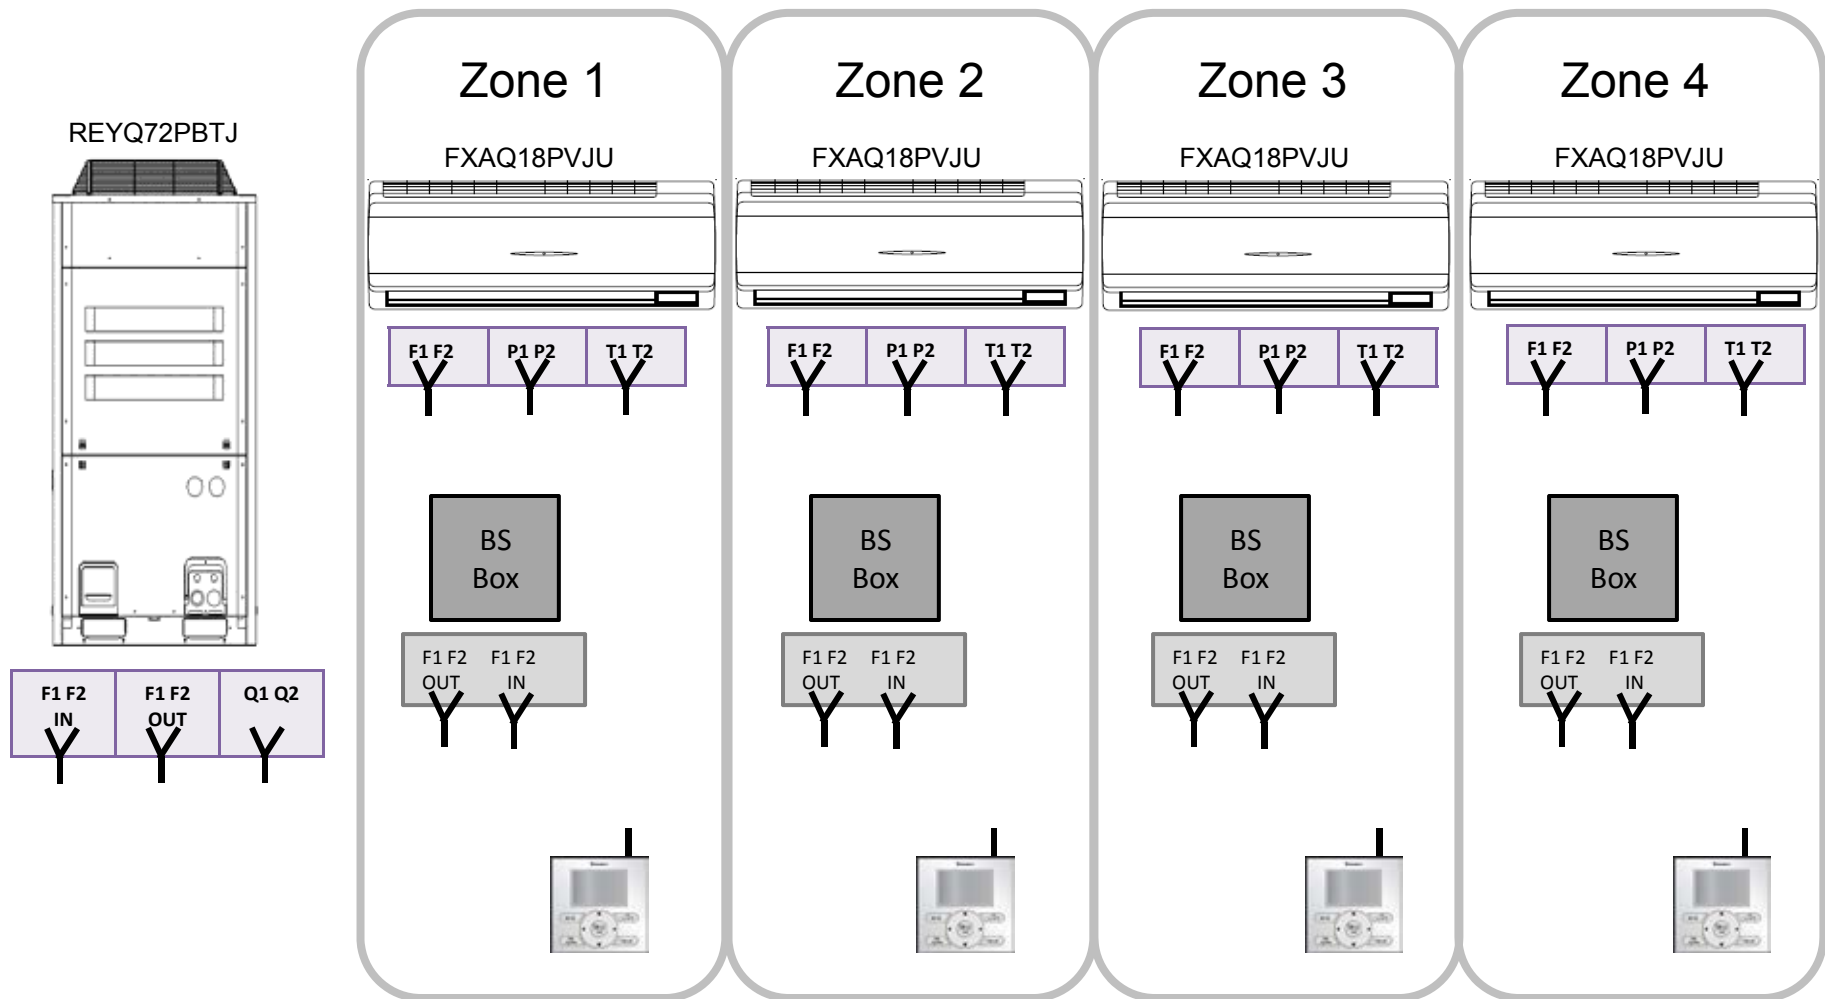 REYQ72PBTJ
F1 F2
IN
F1 F2
OUT
Q1 Q2
Zone 1
FXAQ18PVJU
F1 F2
P1 P2
T1 T2
BS
Box
F1 F2
OUT
F1 F2
IN
Zone 2
FXAQ18PVJU
F1 F2
P1 P2
T1 T2
BS
Box
F1 F2
OUT
F1 F2
IN
Zone 3
FXAQ18PVJU
F1 F2
P1 P2
T1 T2
BS
Box
F1 F2
OUT
F1 F2
IN
Zone 4
FXAQ18PVJU
F1 F2
P1 P2
T1 T2
BS
Box
F1 F2
OUT
F1 F2
IN